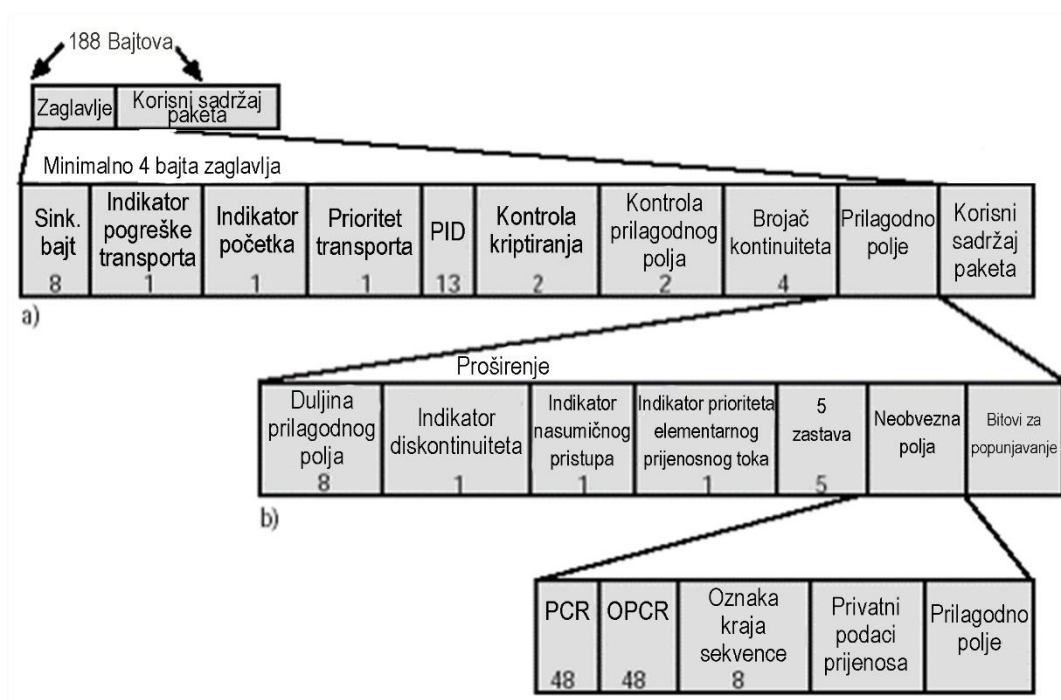 188 Bajtova
Zaglavlje
Korisni sadržaj
paketa
Minimalno 4 bajta zaglavlja
Sink.
bajt
8
Indikator
pogreške
transporta
1
Indikator
početka
1
Prioritet
transporta
1
PID
13
Kontrola
kriptiranja
2
Kontrola
prilagodnog
polja
2
Brojač
kontinuiteta
4
Prilagodno
polje
Korisni
sadržaj
paketa
a)
Proširenje
Duljina
prilagodnog
polja
8
Indikator
diskontinuiteta
1
Indikator
nasumičnog
pristupa
1
Indikator prioriteta
elementarnog
prijenosnog toka
1
5
zastava
5
Neobvezna
polja
Bitovi za
popunjavanje
b)
PCR
48
OPCR
48
Oznaka
kraja
sekvence
8
Privatni
podaci
prijenosa
Prilagodno
polje